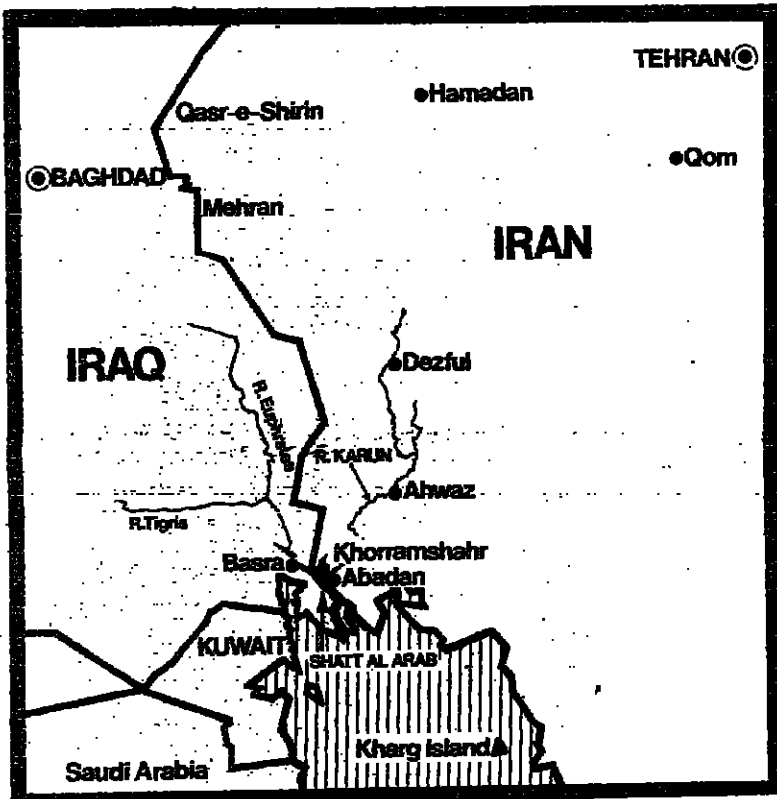 TEHRAN
Hamadan
Qasr-e-Shirin
Qom
BAGHDAD
Mehran
IRAN
IRAQ
Dezful
R. Euphrates
R. KARUN
Ahwaz
R.Tigris
Khorramshahr
Basra
Abadan
KUWAIT
SHATT AL ARAB
Kharg Island
Saudi Arabia